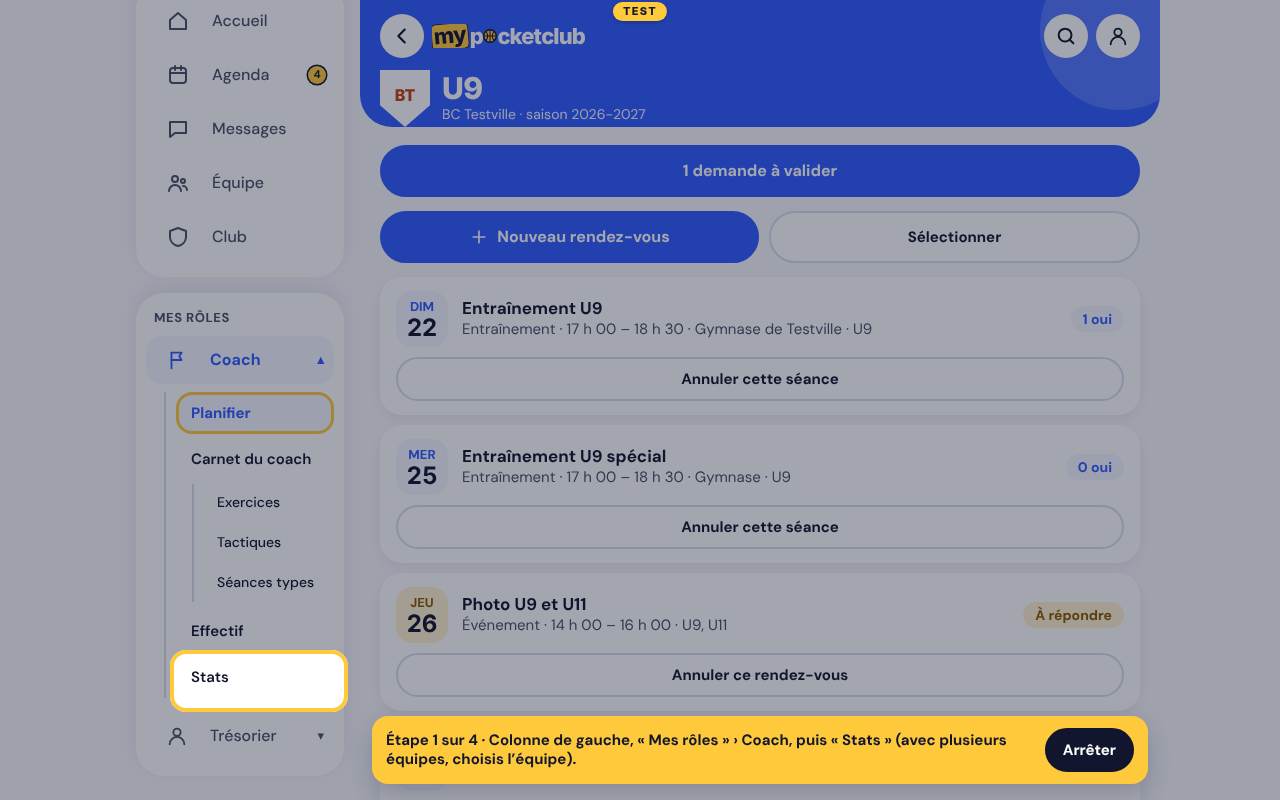 TEST
Accueil
Agenda
4
Messages
Équipe
Club
MES RÔLES
Coach
Planifier
Carnet du coach
Exercices
Tactiques
Séances types
Effectif
Stats
Trésorier
mypocketclub
BT
U9
BC Testville · saison 2026-2027
1 demande à valider
+ Nouveau rendez-vous
Sélectionner
DIM
22
Entraînement U9
Entraînement · 17 h 00 – 18 h 30 · Gymnase de Testville · U9
1 oui
Annuler cette séance
MER
25
Entraînement U9 spécial
Entraînement · 17 h 00 – 18 h 30 · Gymnase · U9
0 oui
Annuler cette séance
JEU
26
Photo U9 et U11
Événement · 14 h 00 – 16 h 00 · U9, U11
À répondre
Annuler ce rendez-vous
Étape 1 sur 4 · Colonne de gauche, « Mes rôles » › Coach, puis « Stats » (avec plusieurs
équipes, choisis l’équipe).
Arrêter